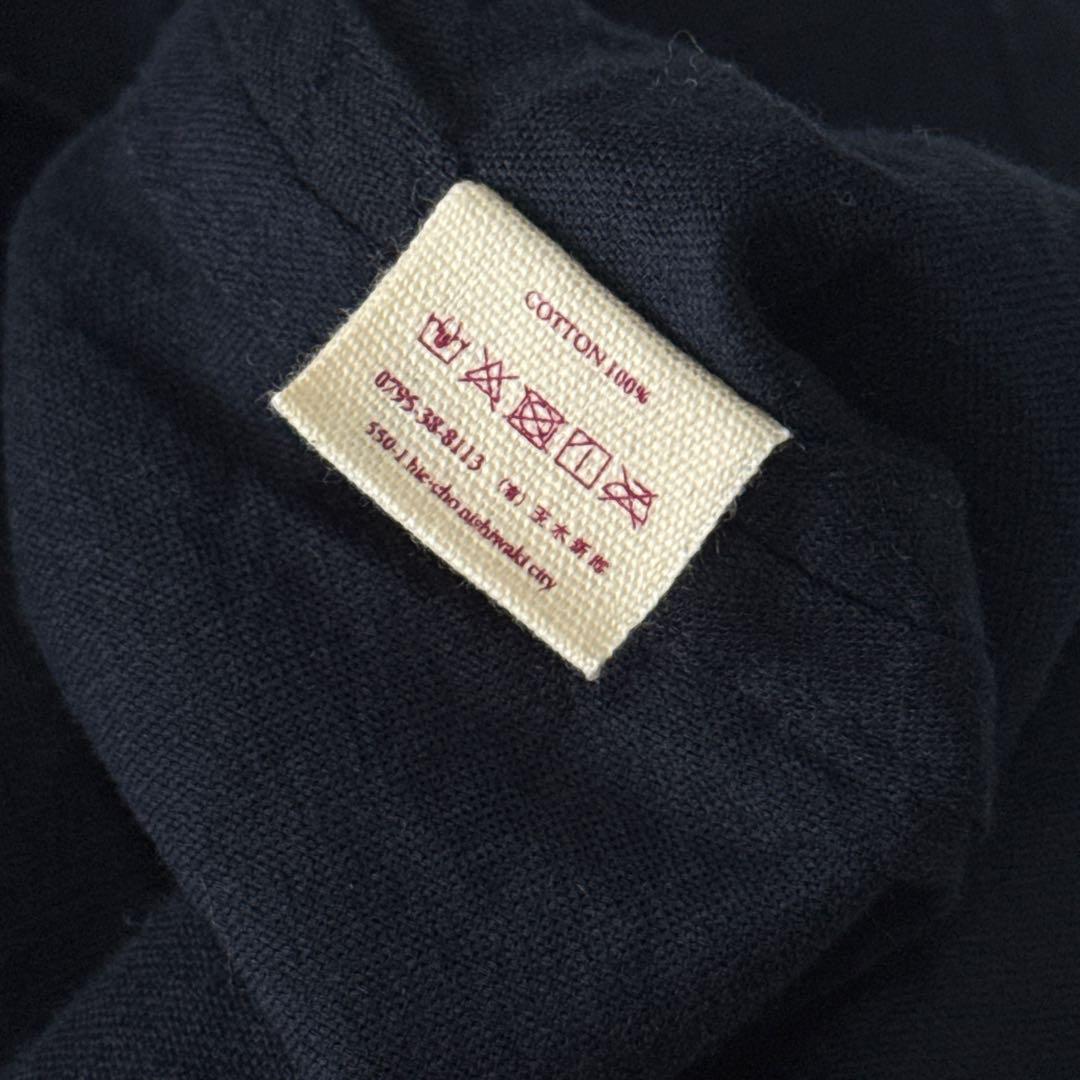 COTTON 100%
0795-38-8113 (有) 玉木新雌
550-1 hie-cho nishiwaki city